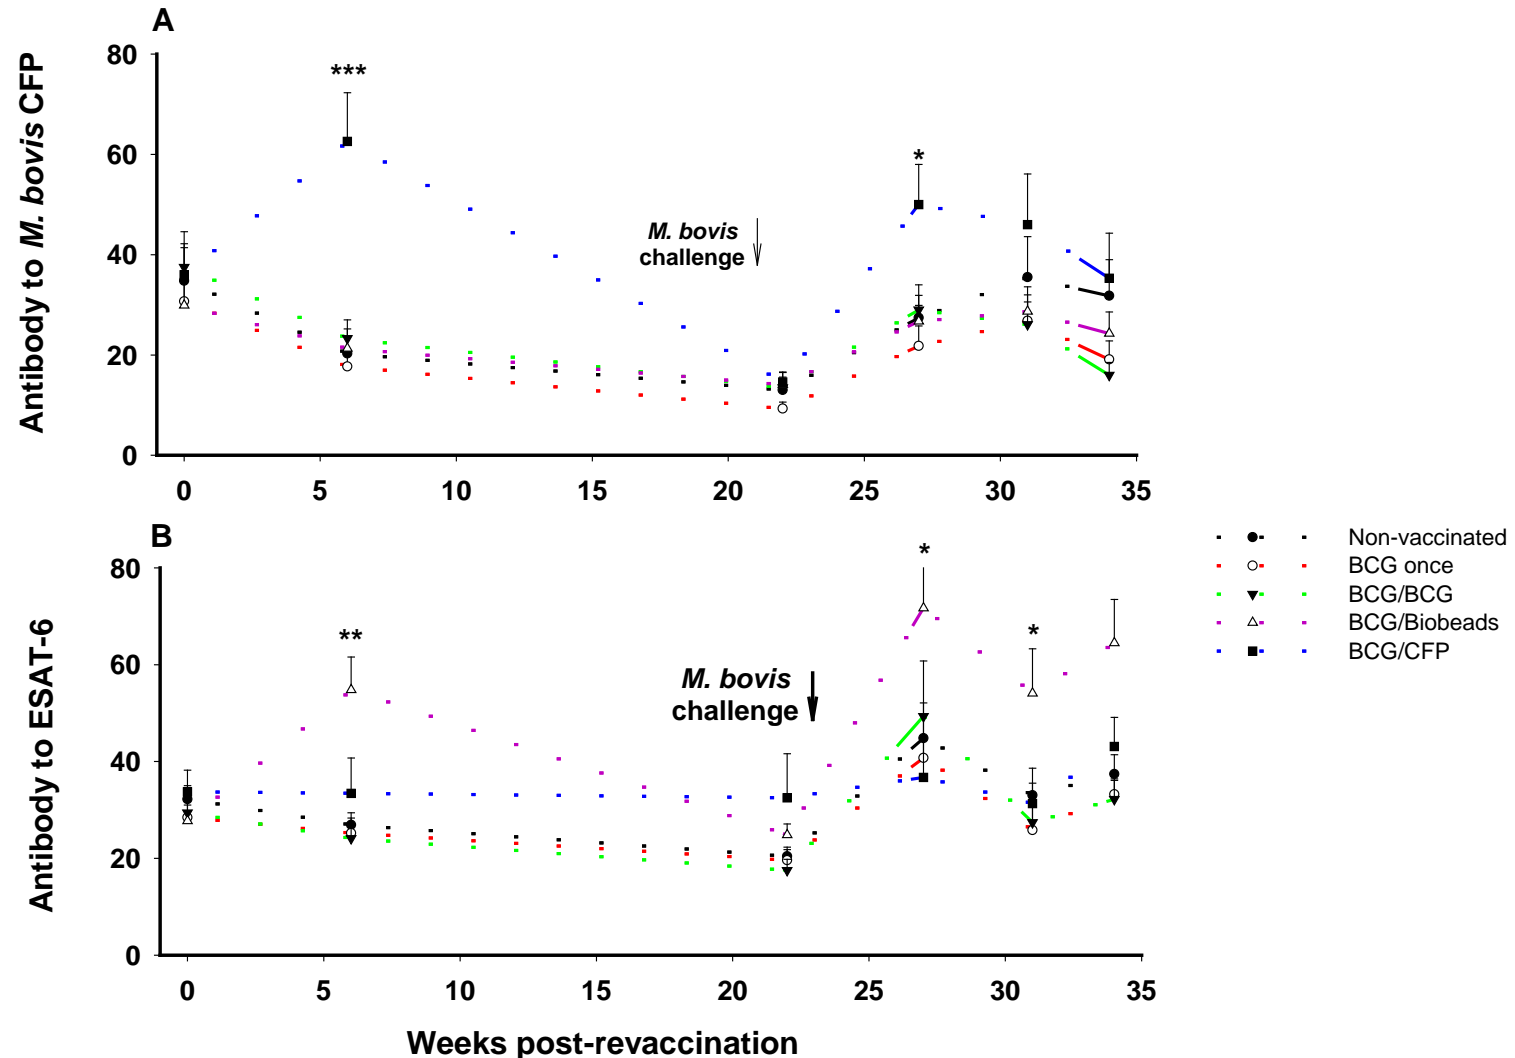 A
Antibody to M. bovis CFP
80
60
40
20
0
***
*
M. bovis
challenge
0 5 10 15 20 25 30 35
B
Antibody to ESAT-6
80
60
40
20
0
**
*
*
M. bovis
challenge
0 5 10 15 20 25 30 35
Weeks post-revaccination
Non-vaccinated
BCG once
BCG/BCG
BCG/Biobeads
BCG/CFP